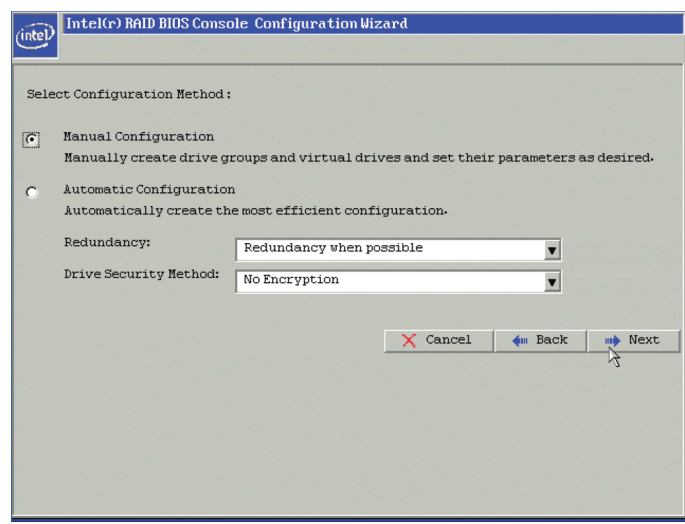 intel
Intel(r) RAID BIOS Console Configuration Wizard
Select Configuration Method:
Manual Configuration
Manually create drive groups and virtual drives and set their parameters as desired.
Automatic Configuration
Automatically create the most efficient configuration.
Redundancy: Redundancy when possible
Drive Security Method: No Encryption
Cancel Back Next